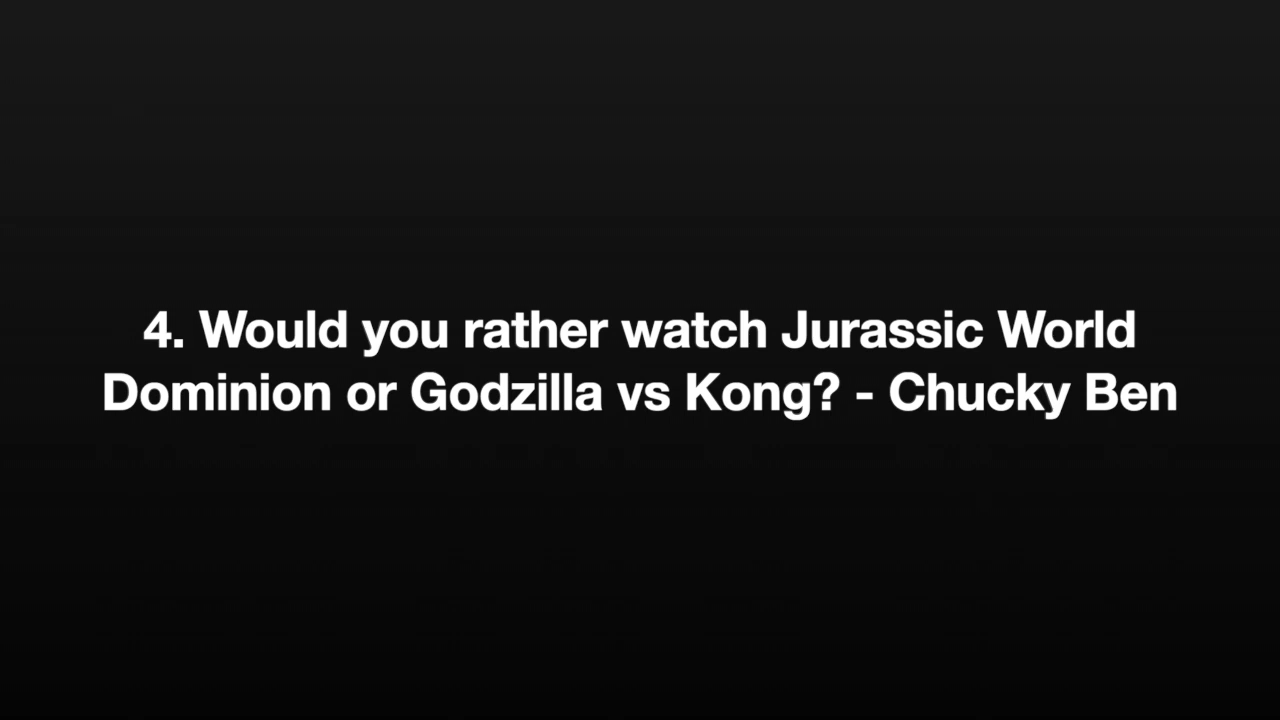 4. Would you rather watch Jurassic World
Dominion or Godzilla vs Kong? - Chucky Ben